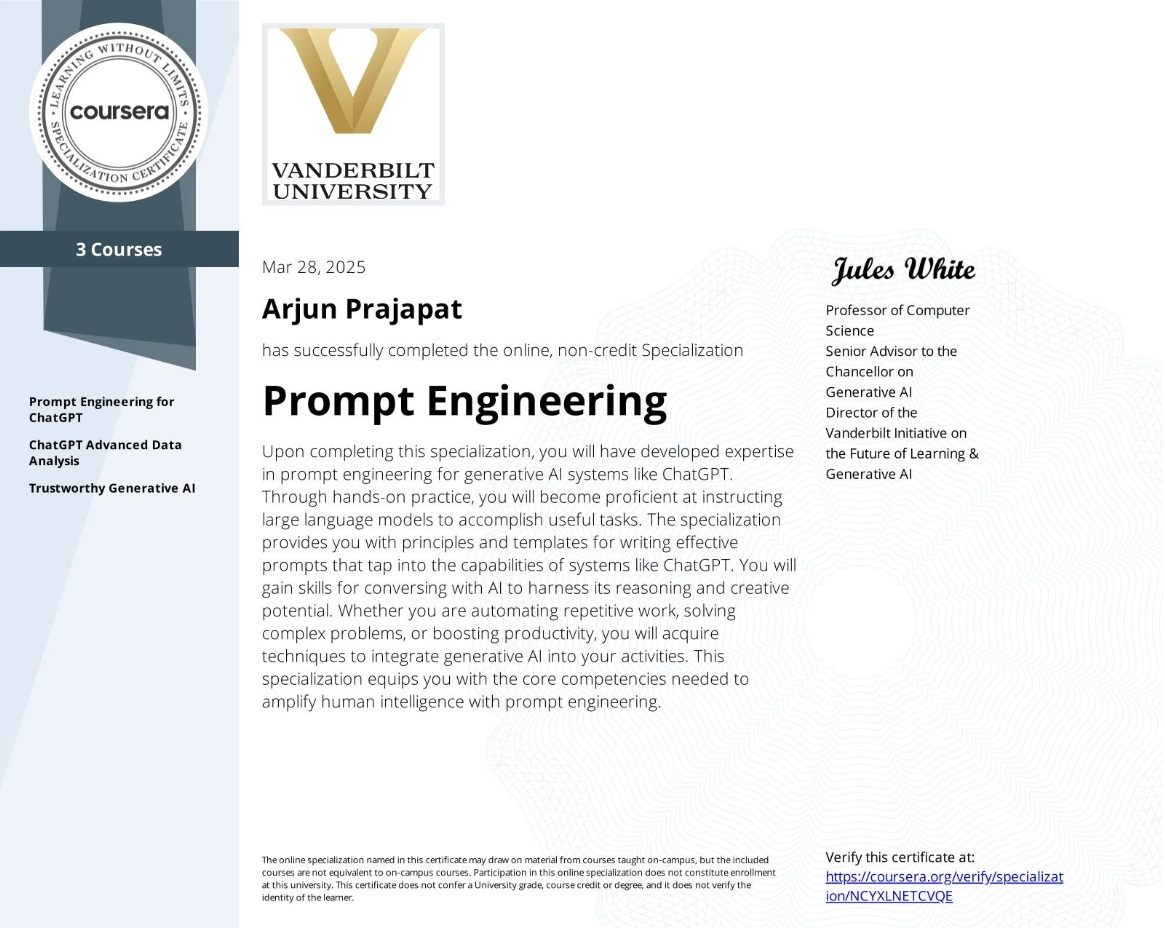 LEARNING WITHOUT LIMITS
coursera
SPECIALIZATION CERTIFICATE
3 Courses
Prompt Engineering for
ChatGPT
ChatGPT Advanced Data
Analysis
Trustworthy Generative AI
VANDERBILT
UNIVERSITY
Mar 28, 2025
Arjun Prajapat
has successfully completed the online, non-credit Specialization
Prompt Engineering
Upon completing this specialization, you will have developed expertise
in prompt engineering for generative AI systems like ChatGPT.
Through hands-on practice, you will become proficient at instructing
large language models to accomplish useful tasks. The specialization
provides you with principles and templates for writing effective
prompts that tap into the capabilities of systems like ChatGPT. You will
gain skills for conversing with AI to harness its reasoning and creative
potential. Whether you are automating repetitive work, solving
complex problems, or boosting productivity, you will acquire
techniques to integrate generative AI into your activities. This
specialization equips you with the core competencies needed to
amplify human intelligence with prompt engineering.
Jules White
Professor of Computer
Science
Senior Advisor to the
Chancellor on
Generative AI
Director of the
Vanderbilt Initiative on
the Future of Learning &
Generative AI
The online specialization named in this certificate may draw on material from courses taught on-campus, but the included
courses are not equivalent to on-campus courses. Participation in this online specialization does not constitute enrollment
at this university. This certificate does not confer a University grade, course credit or degree, and it does not verify the
identity of the learner.
Verify this certificate at:
https://coursera.org/verify/specializat
ion/NCYXLNETCVQE